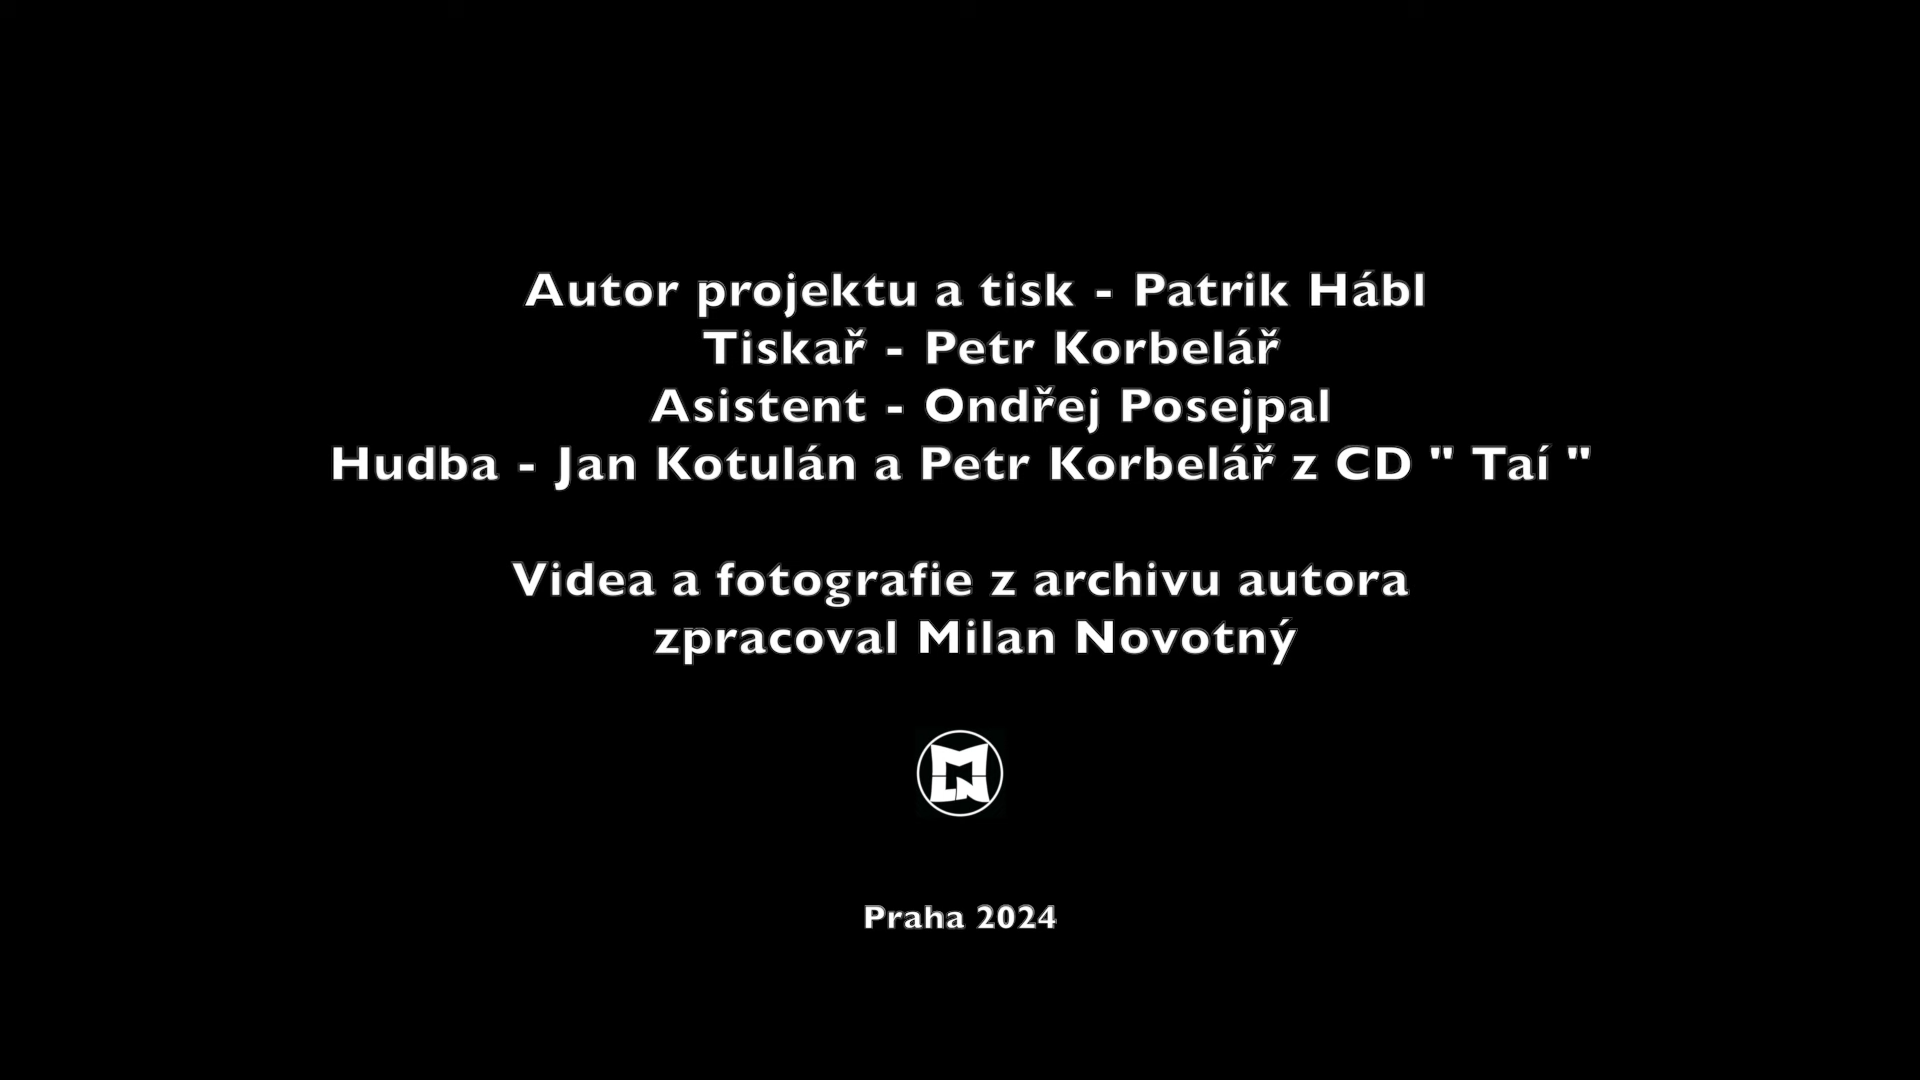 Autor projektu a tisk - Patrik Hábl
Tiskař - Petr Korbelář
Asistent - Ondřej Posejpal
Hudba - Jan Kotulán a Petr Korbelář z CD " Taí "
Videa a fotografie z archivu autora
zpracoval Milan Novotný
MN
Praha 2024